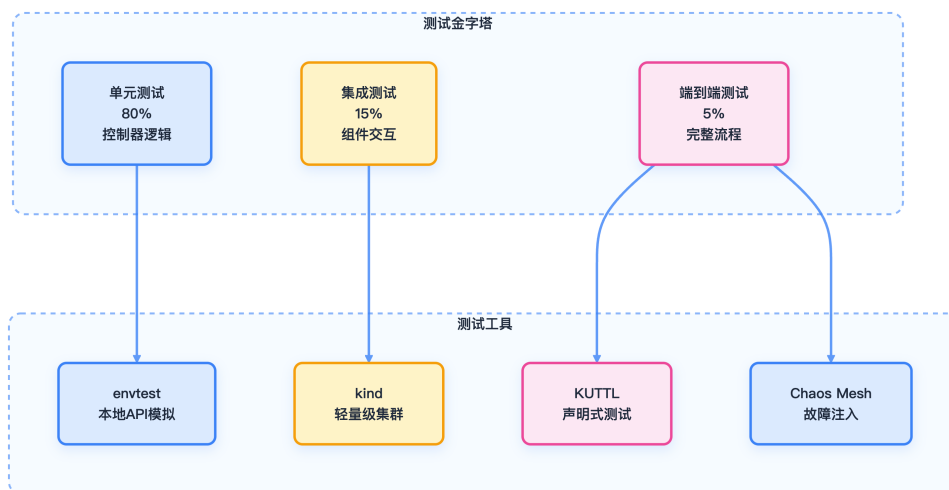 测试金字塔
单元测试
80%
控制器逻辑
集成测试
15%
组件交互
端到端测试
5%
完整流程
测试工具
envtest
本地API模拟
kind
轻量级集群
KUTTL
声明式测试
Chaos Mesh
故障注入